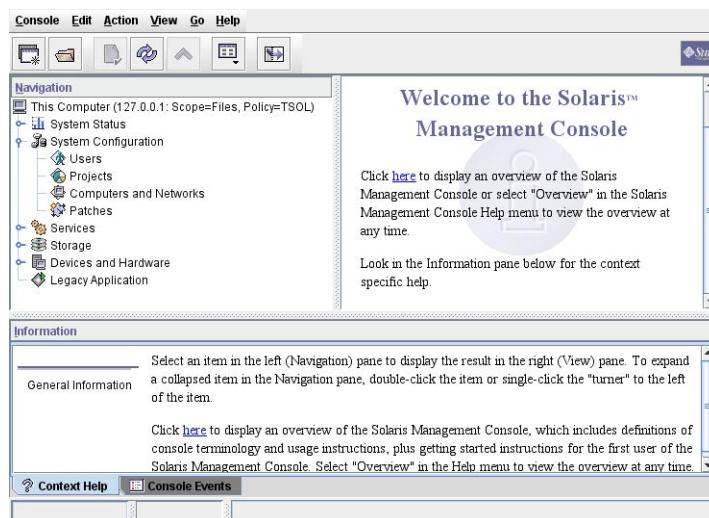 Console Edit Action View Go Help
Navigation
This Computer (127.0.0.1: Scope=Files, Policy=TSOL)
System Status
System Configuration
Users
Projects
Computers and Networks
Patches
Services
Storage
Devices and Hardware
Legacy Application
Welcome to the Solaris™
Management Console
Click here to display an overview of the Solaris
Management Console or select "Overview" in the Solaris
Management Console Help menu to view the overview at
any time.
Look in the Information pane below for the context
specific help.
Information
General Information
Select an item in the left (Navigation) pane to display the result in the right (View) pane. To expand
a collapsed item in the Navigation pane, double-click the item or single-click the "turner" to the left
of the item.
Click here to display an overview of the Solaris Management Console, which includes definitions of
console terminology and usage instructions, plus getting started instructions for the first user of the
Solaris Management Console. Select "Overview" in the Help menu to view the overview at any time.
Context Help
Console Events